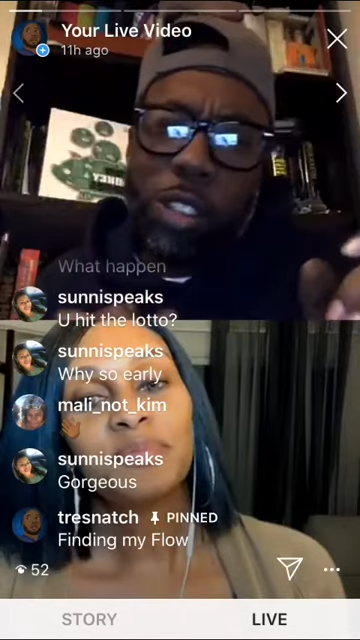 Your Live Video
11h ago
What happen
sunnispeaks
U hit the lotto?
sunnispeaks
Why so early
mali_not_kim
sunnispeaks
Gorgeous
tresnatch PINNED
Finding my Flow
52
STORY LIVE